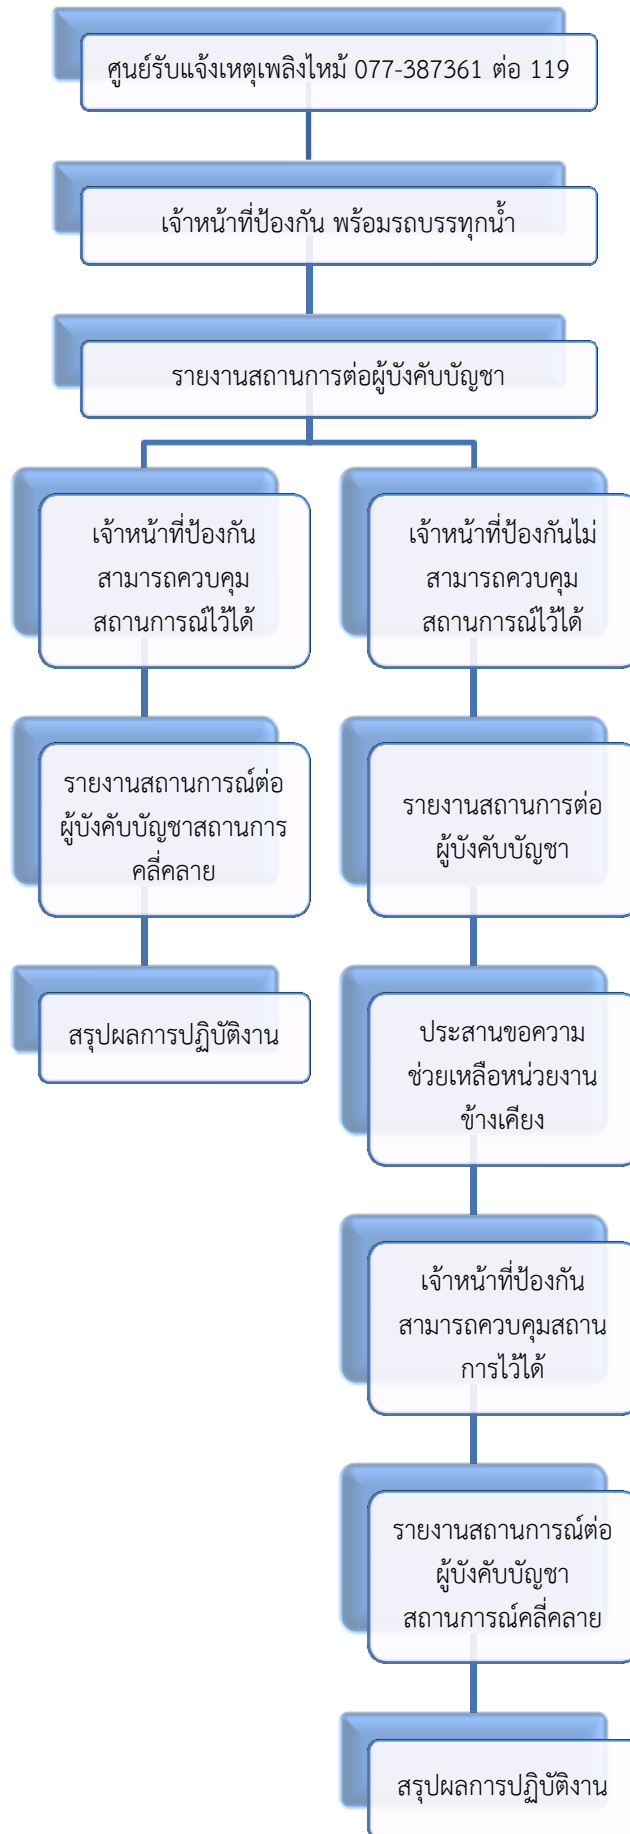 ศูนย์รับแจ้งเหตุเพลิงไหม้ 077-387361 ต่อ 119
เจ้าหน้าที่ป้องกัน พร้อมรถบรรทุกน้ำ
รายงานสถานการต่อผู้บังคับบัญชา
เจ้าหน้าที่ป้องกัน
สามารถควบคุม
สถานการณ์ไว้ได้
รายงานสถานการณ์ต่อ
ผู้บังคับบัญชาสถานการ
คลี่คลาย
สรุปผลการปฏิบัติงาน
เจ้าหน้าที่ป้องกันไม่
สามารถควบคุม
สถานการณ์ไว้ได้
รายงานสถานการต่อ
ผู้บังคับบัญชา
ประสานขอความ
ช่วยเหลือหน่วยงาน
ข้างเคียง
เจ้าหน้าที่ป้องกัน
สามารถควบคุมสถาน
การไว้ได้
รายงานสถานการณ์ต่อ
ผู้บังคับบัญชา
สถานการณ์คลี่คลาย
สรุปผลการปฏิบัติงาน